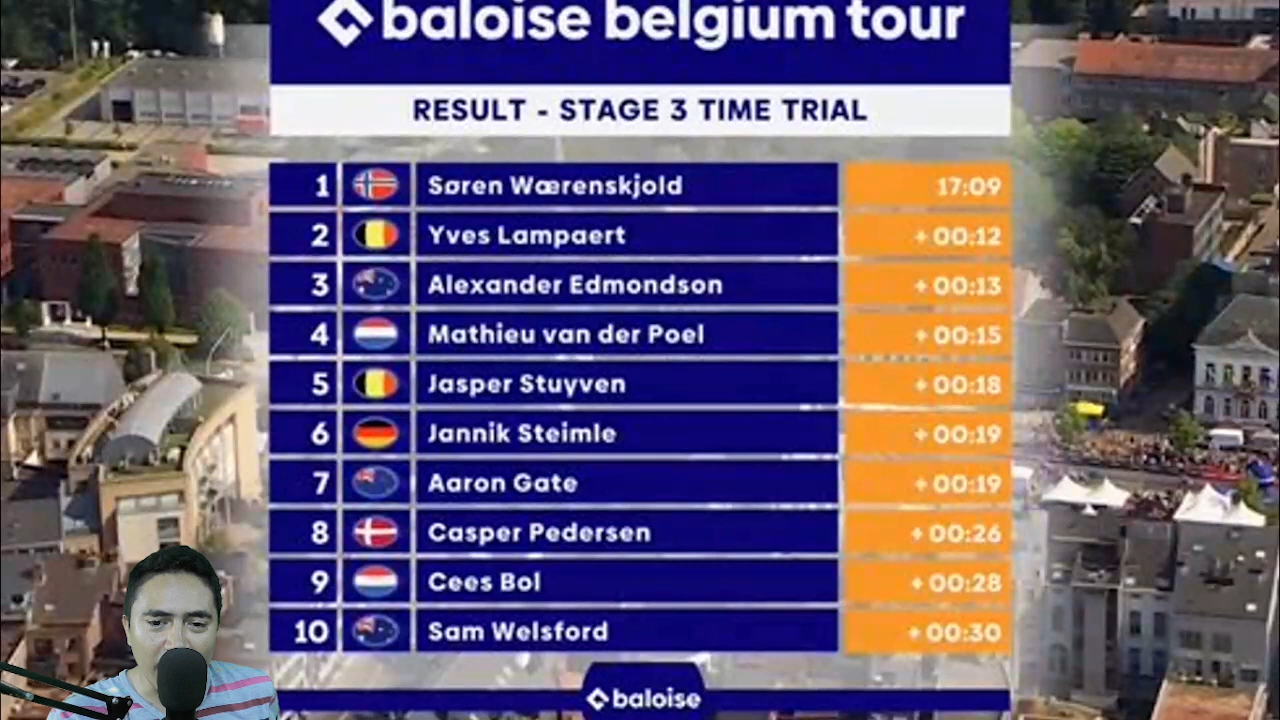 baloise belgium tour
RESULT - STAGE 3 TIME TRIAL
1 Søren Wærenskjold 17:09
2 Yves Lampaert + 00:12
3 Alexander Edmondson + 00:13
4 Mathieu van der Poel + 00:15
5 Jasper Stuyven + 00:18
6 Jannik Steimle + 00:19
7 Aaron Gate + 00:19
8 Casper Pedersen + 00:26
9 Cees Bol + 00:28
10 Sam Welsford + 00:30
baloise